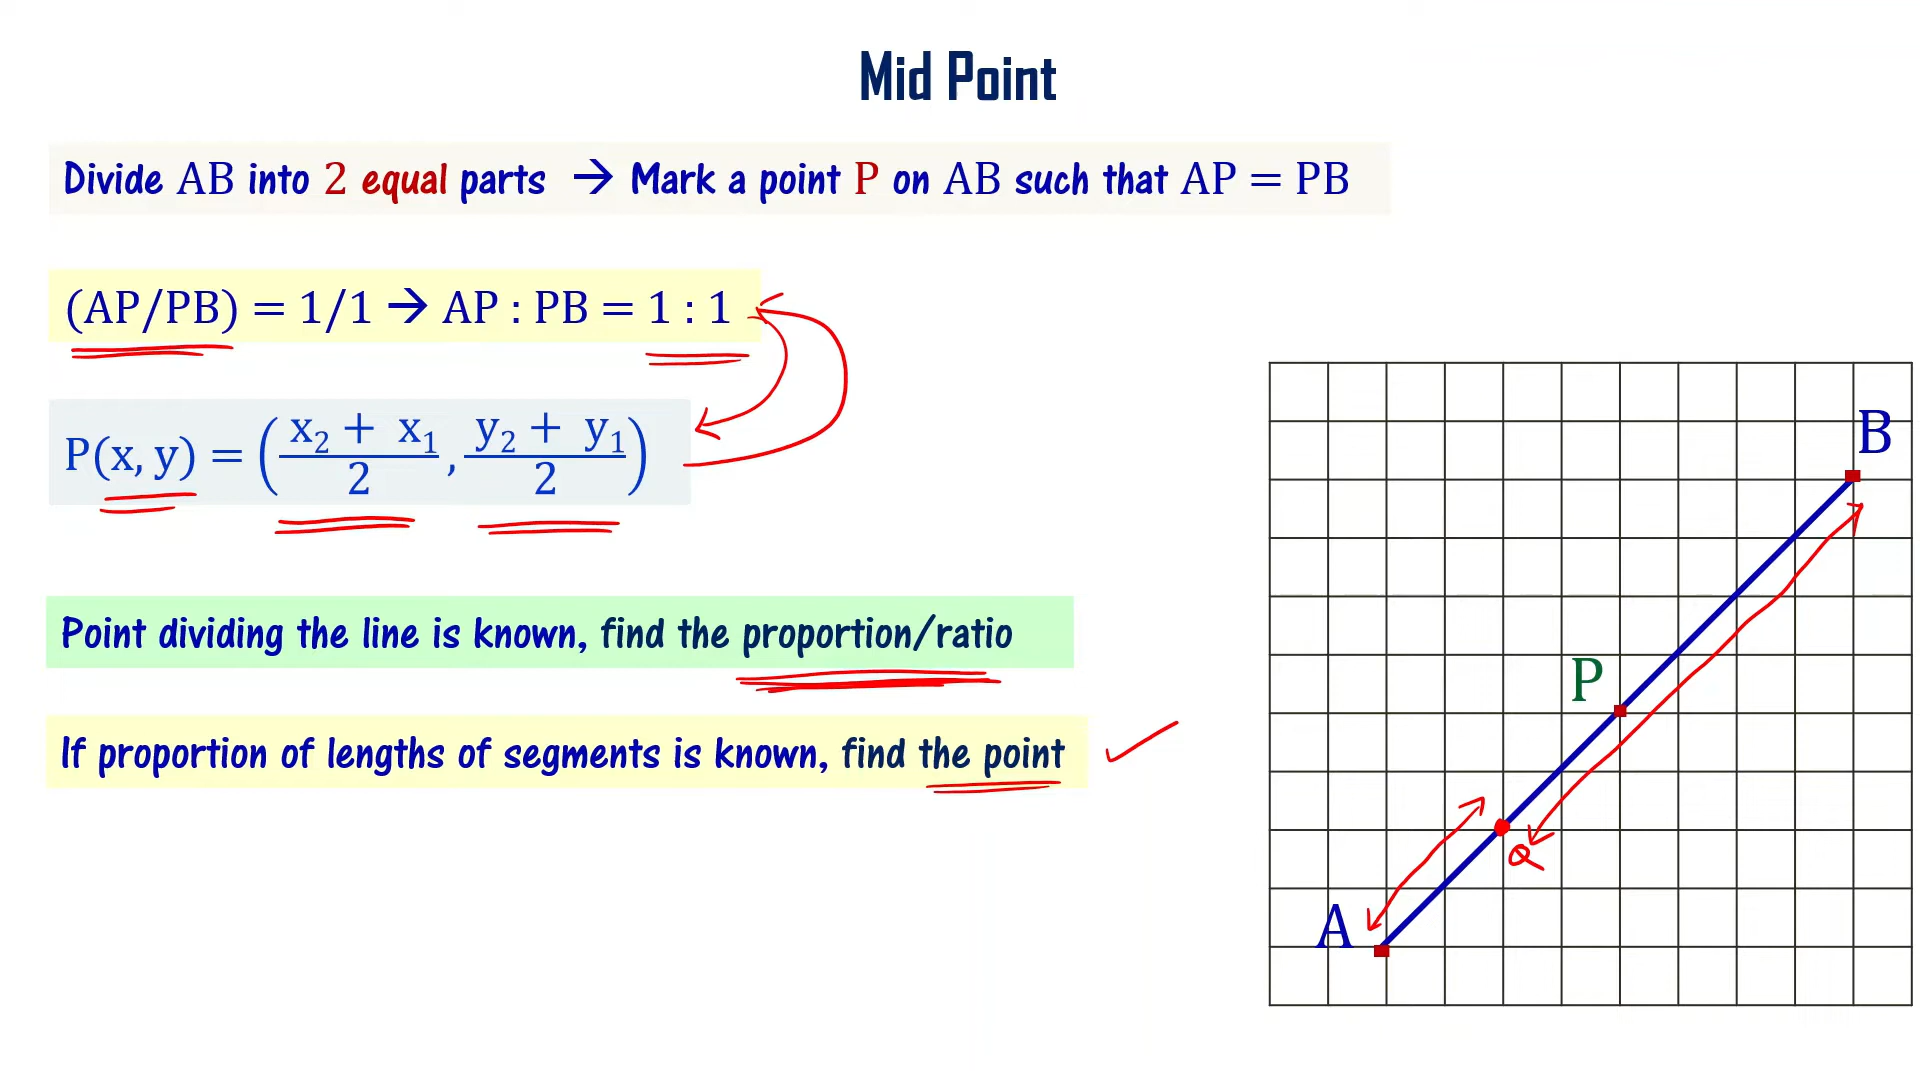 Mid Point
Divide AB into 2 equal parts → Mark a point P on AB such that AP = PB
(AP/PB) = 1/1 → AP : PB = 1 : 1
P(x, y) = ( x₂ + x₁ / 2 , y₂ + y₁ / 2 )
Point dividing the line is known, find the proportion/ratio
If proportion of lengths of segments is known, find the point
B
P
A